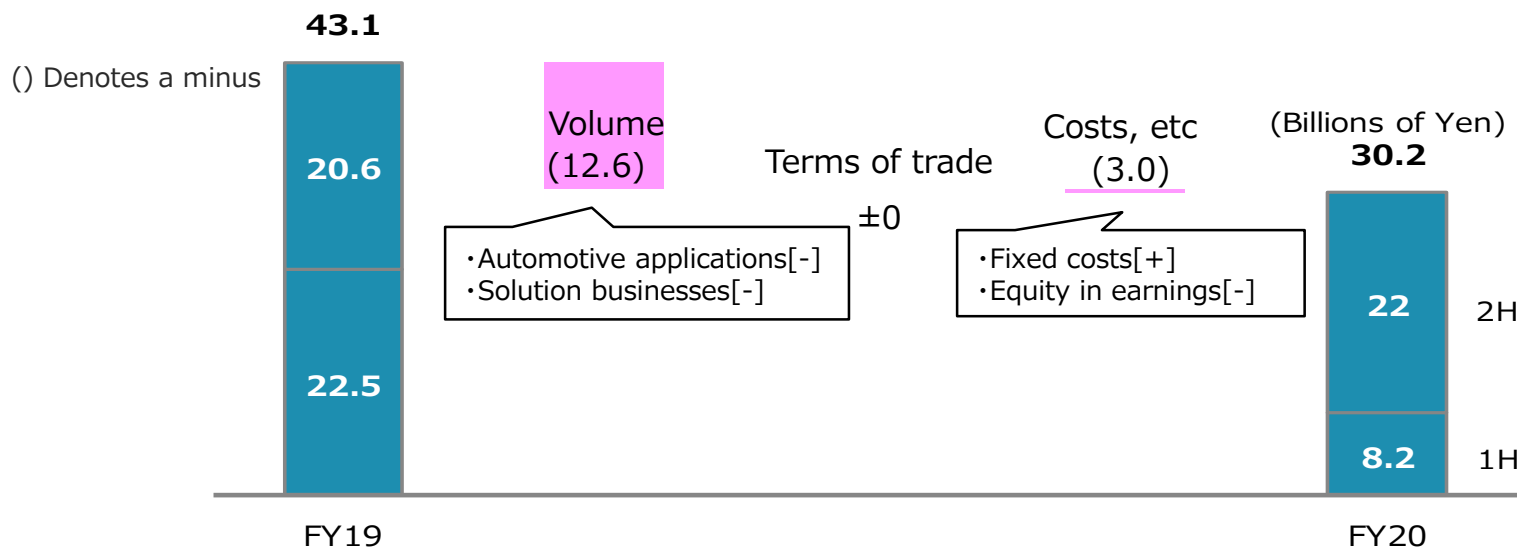 43.1
() Denotes a minus
20.6
22.5
FY19
Volume
(12.6)
・Automotive applications[-]
・Solution businesses[-]
Terms of trade
±0
Costs, etc
(3.0)
・Fixed costs[+]
・Equity in earnings[-]
(Billions of Yen)
30.2
22
2H
8.2
1H
FY20